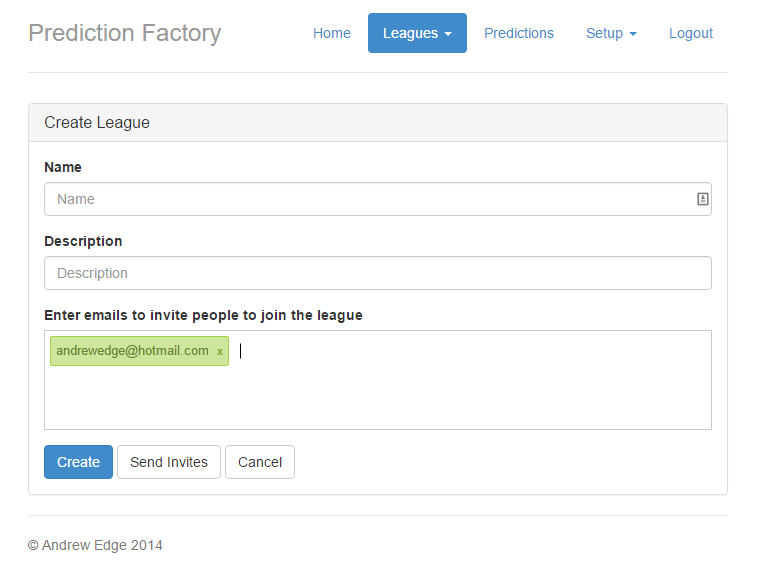 Prediction Factory Home Leagues Predictions Setup Logout
Create League
Name
Name
Description
Description
Enter emails to invite people to join the league
andrewedge@hotmail.com x
Create Send Invites Cancel
© Andrew Edge 2014